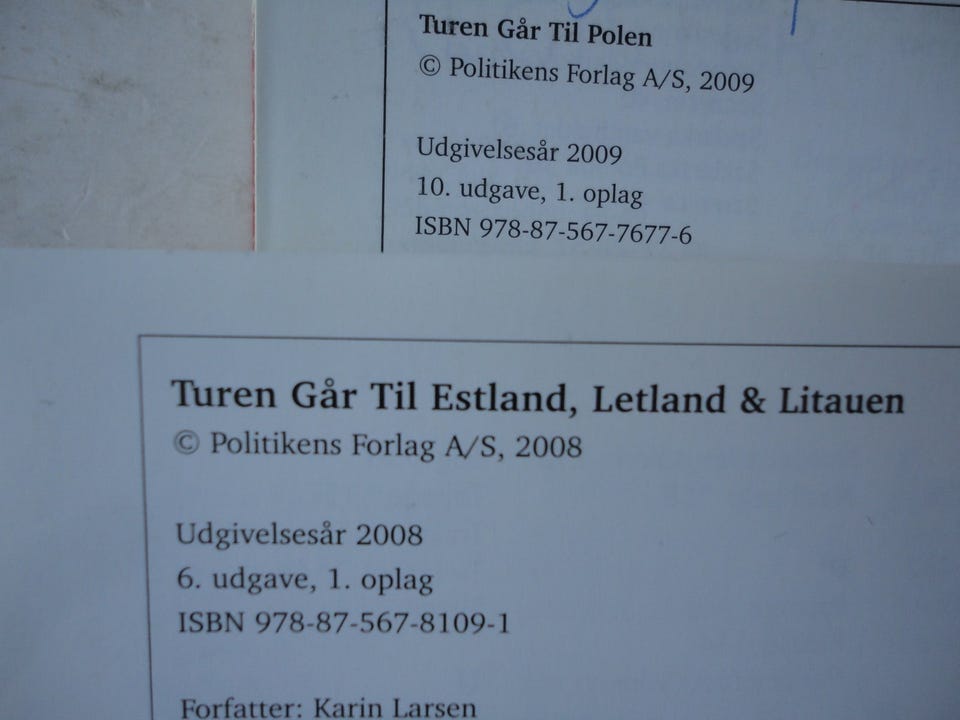 Turen Går Til Polen
© Politikens Forlag A/S, 2009
Udgivelsesår 2009
10. udgave, 1. oplag
ISBN 978-87-567-7677-6
Turen Går Til Estland, Letland & Litauen
© Politikens Forlag A/S, 2008
Udgivelsesår 2008
6. udgave, 1. oplag
ISBN 978-87-567-8109-1
Forfatter: Karin Larsen